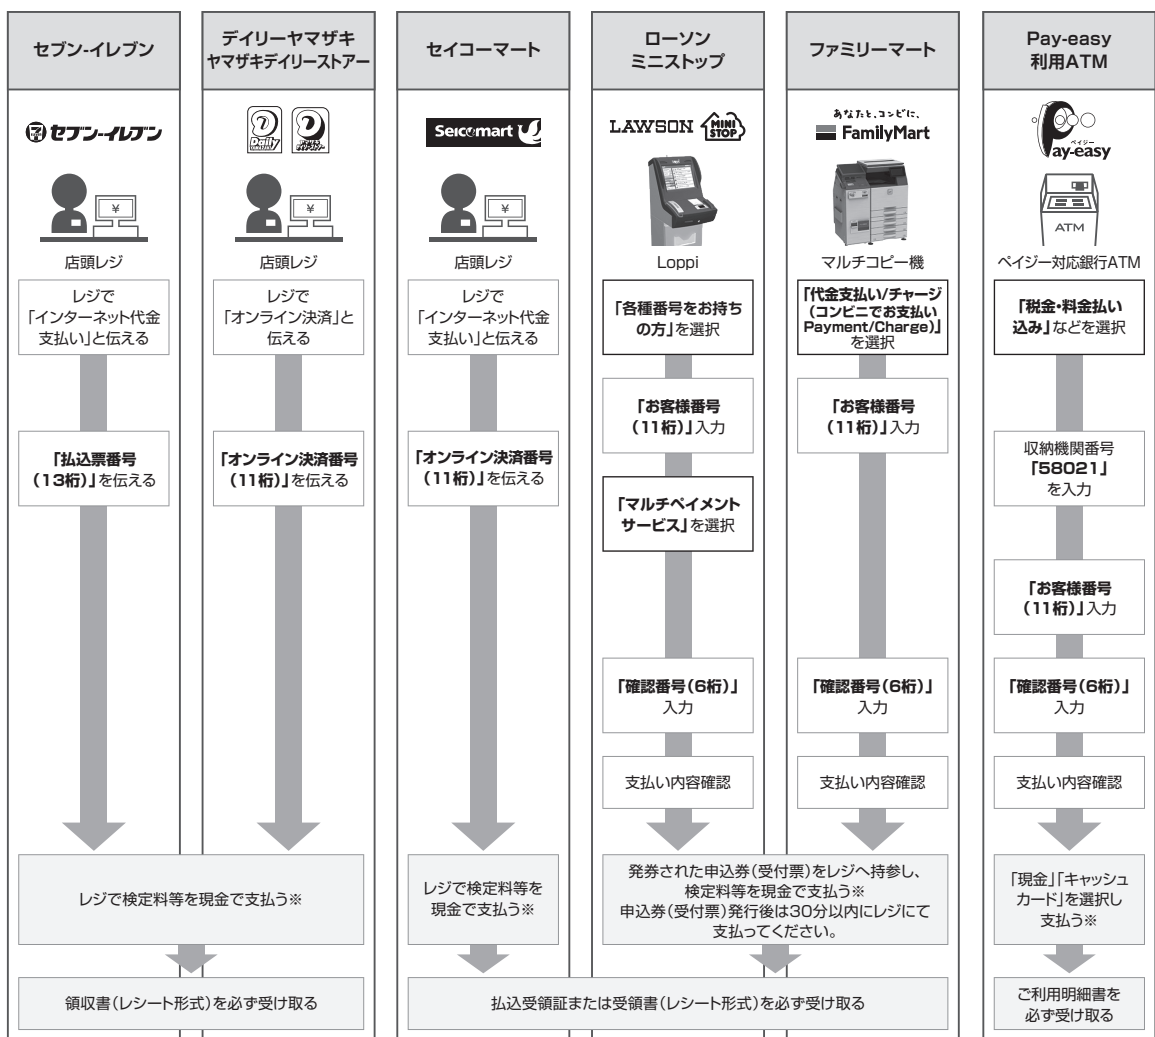 セブン-イレブン
デイリーヤマザキ
ヤマザキデイリーストアー
セイコーマート
ローソン
ミニストップ
ファミリーマート
Pay-easy
利用ATM
セブン-イレブン
Daily
Seicomart
LAWSON
MINI
STOP
あなたと、コンビに、
FamilyMart
ペイジー
Pay-easy
¥
店頭レジ
¥
店頭レジ
¥
店頭レジ
Loppi
マルチコピー機
ATM
ペイジー対応銀行ATM
レジで
「インターネット代金
支払い」と伝える
レジで
「オンライン決済」と
伝える
レジで
「インターネット代金
支払い」と伝える
「各種番号をお持ち
の方」を選択
「代金支払い/チャージ
(コンビニでお支払い
Payment/Charge)」
を選択
「税金・料金払い
込み」などを選択
「払込票番号
(13桁)」を伝える
「オンライン決済番号
(11桁)」を伝える
「オンライン決済番号
(11桁)」を伝える
「お客様番号
(11桁)」入力
「マルチペイメント
サービス」を選択
「お客様番号
(11桁)」入力
収納機関番号
「58021」
を入力
「お客様番号
(11桁)」入力
「確認番号(6桁)」
入力
「確認番号(6桁)」
入力
「確認番号(6桁)」
入力
支払い内容確認
支払い内容確認
支払い内容確認
レジで検定料等を現金で支払う※
レジで検定料等を
現金で支払う※
発券された申込券(受付票)をレジへ持参し、
検定料等を現金で支払う※
申込券(受付票)発行後は30分以内にレジにて
支払ってください。
「現金」「キャッシュ
カード」を選択し
支払う※
領収書(レシート形式)を必ず受け取る
払込受領証または受領書(レシート形式)を必ず受け取る
ご利用明細書を
必ず受け取る